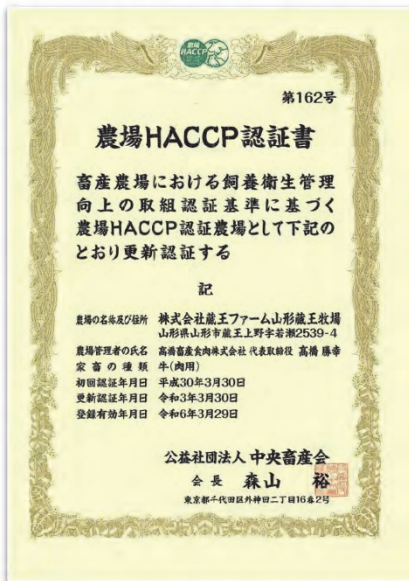 農場
HACCP
第162号
農場HACCP認証書
畜産農場における飼養衛生管理
向上の取組認証基準に基づく
農場HACCP認証農場として下記の
とおり更新認証する
記
農場の名称及び住所 株式会社蔵王ファーム山形蔵王牧場
山形県山形市蔵王上野字若瀬2539-4
農場管理者の氏名 高橋畜産食肉株式会社 代表取締役 高橋 勝幸
家畜の種類 牛(肉用)
初回認証年月日 平成30年3月30日
更新認証年月日 令和3年3月30日
登録有効年月日 令和6年3月29日
公益社団法人 中央畜産会
会長 森山 裕
東京都千代田区外神田二丁目16番2号